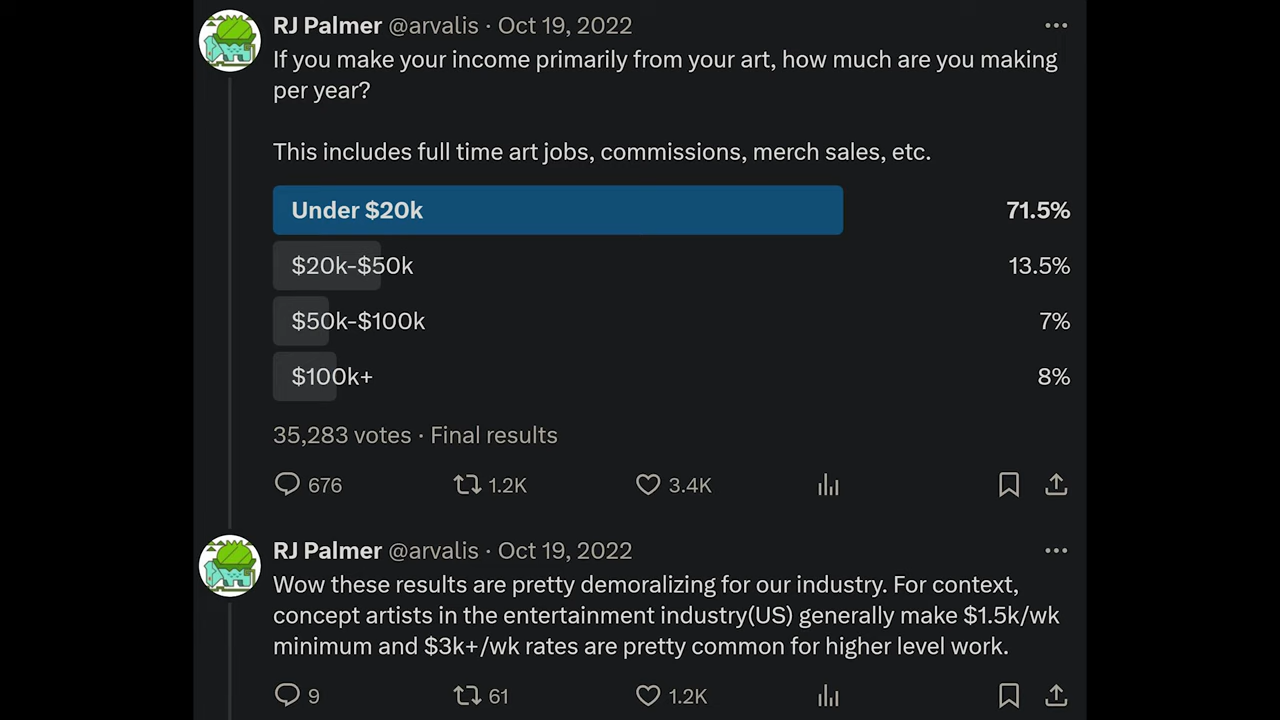 RJ Palmer @arvalis · Oct 19, 2022
If you make your income primarily from your art, how much are you making
per year?
This includes full time art jobs, commissions, merch sales, etc.
Under $20k 71.5%
$20k-$50k 13.5%
$50k-$100k 7%
$100k+ 8%
35,283 votes · Final results
676 1.2K 3.4K
RJ Palmer @arvalis · Oct 19, 2022
Wow these results are pretty demoralizing for our industry. For context,
concept artists in the entertainment industry(US) generally make $1.5k/wk
minimum and $3k+/wk rates are pretty common for higher level work.
9 61 1.2K